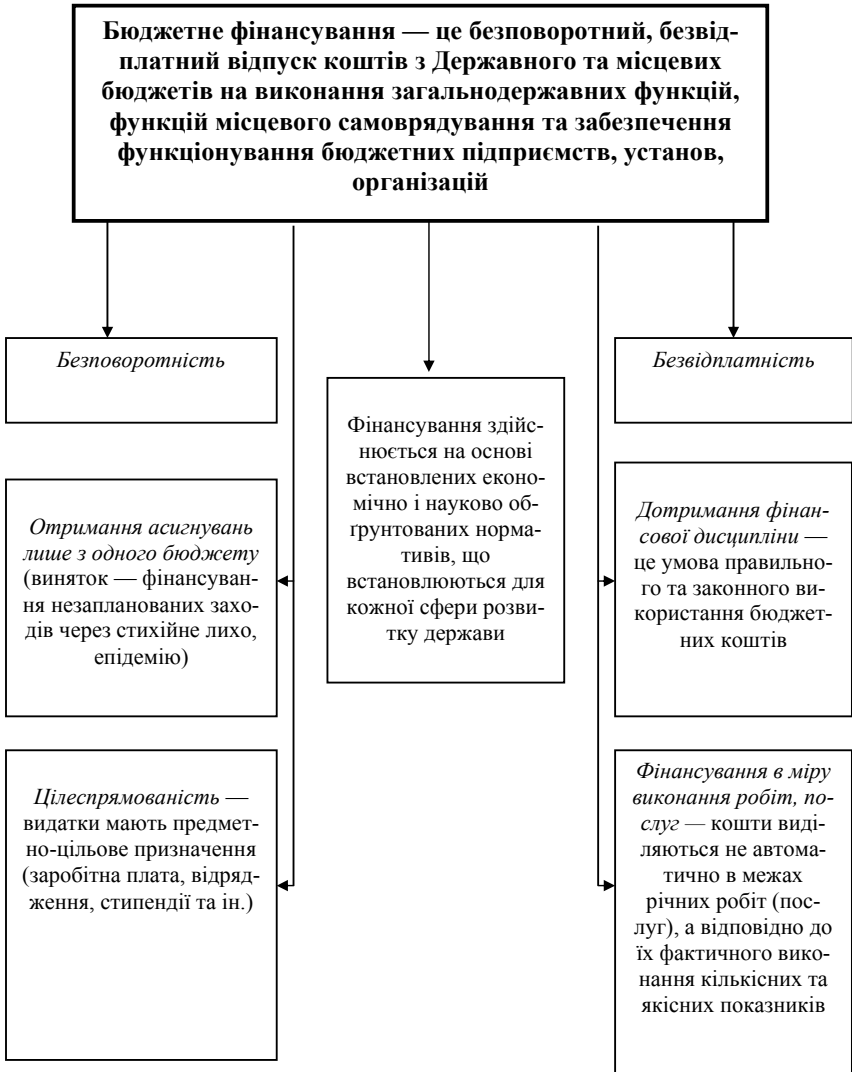 Бюджетне фінансування — це безповоротний, безвід-
платний відпуск коштів з Державного та місцевих
бюджетів на виконання загальнодержавних функцій,
функцій місцевого самоврядування та забезпечення
функціонування бюджетних підприємств, установ,
організацій
Безповоротність
Безвідплатність
Фінансування здійс-
нюється на основі
встановлених еконо-
мічно і науково об-
ґрунтованих норма-
тивів, що
встановлюються для
кожної сфери розви-
тку держави
Отримання асигнувань
лише з одного бюджету
(виняток — фінансуван-
ня незапланованих захо-
дів через стихійне лихо,
епідемію)
Дотримання фінан-
сової дисципліни —
це умова правильно-
го та законного ви-
користання бюджет-
них коштів
Цілеспрямованість —
видатки мають предмет-
но-цільове призначення
(заробітна плата, відряд-
ження, стипендії та ін.)
Фінансування в міру
виконання робіт, по-
слуг — кошти виді-
ляються не автома-
тично в межах
річних робіт (пос-
луг), а відповідно до
їх фактичного вико-
нання кількісних та
якісних показників